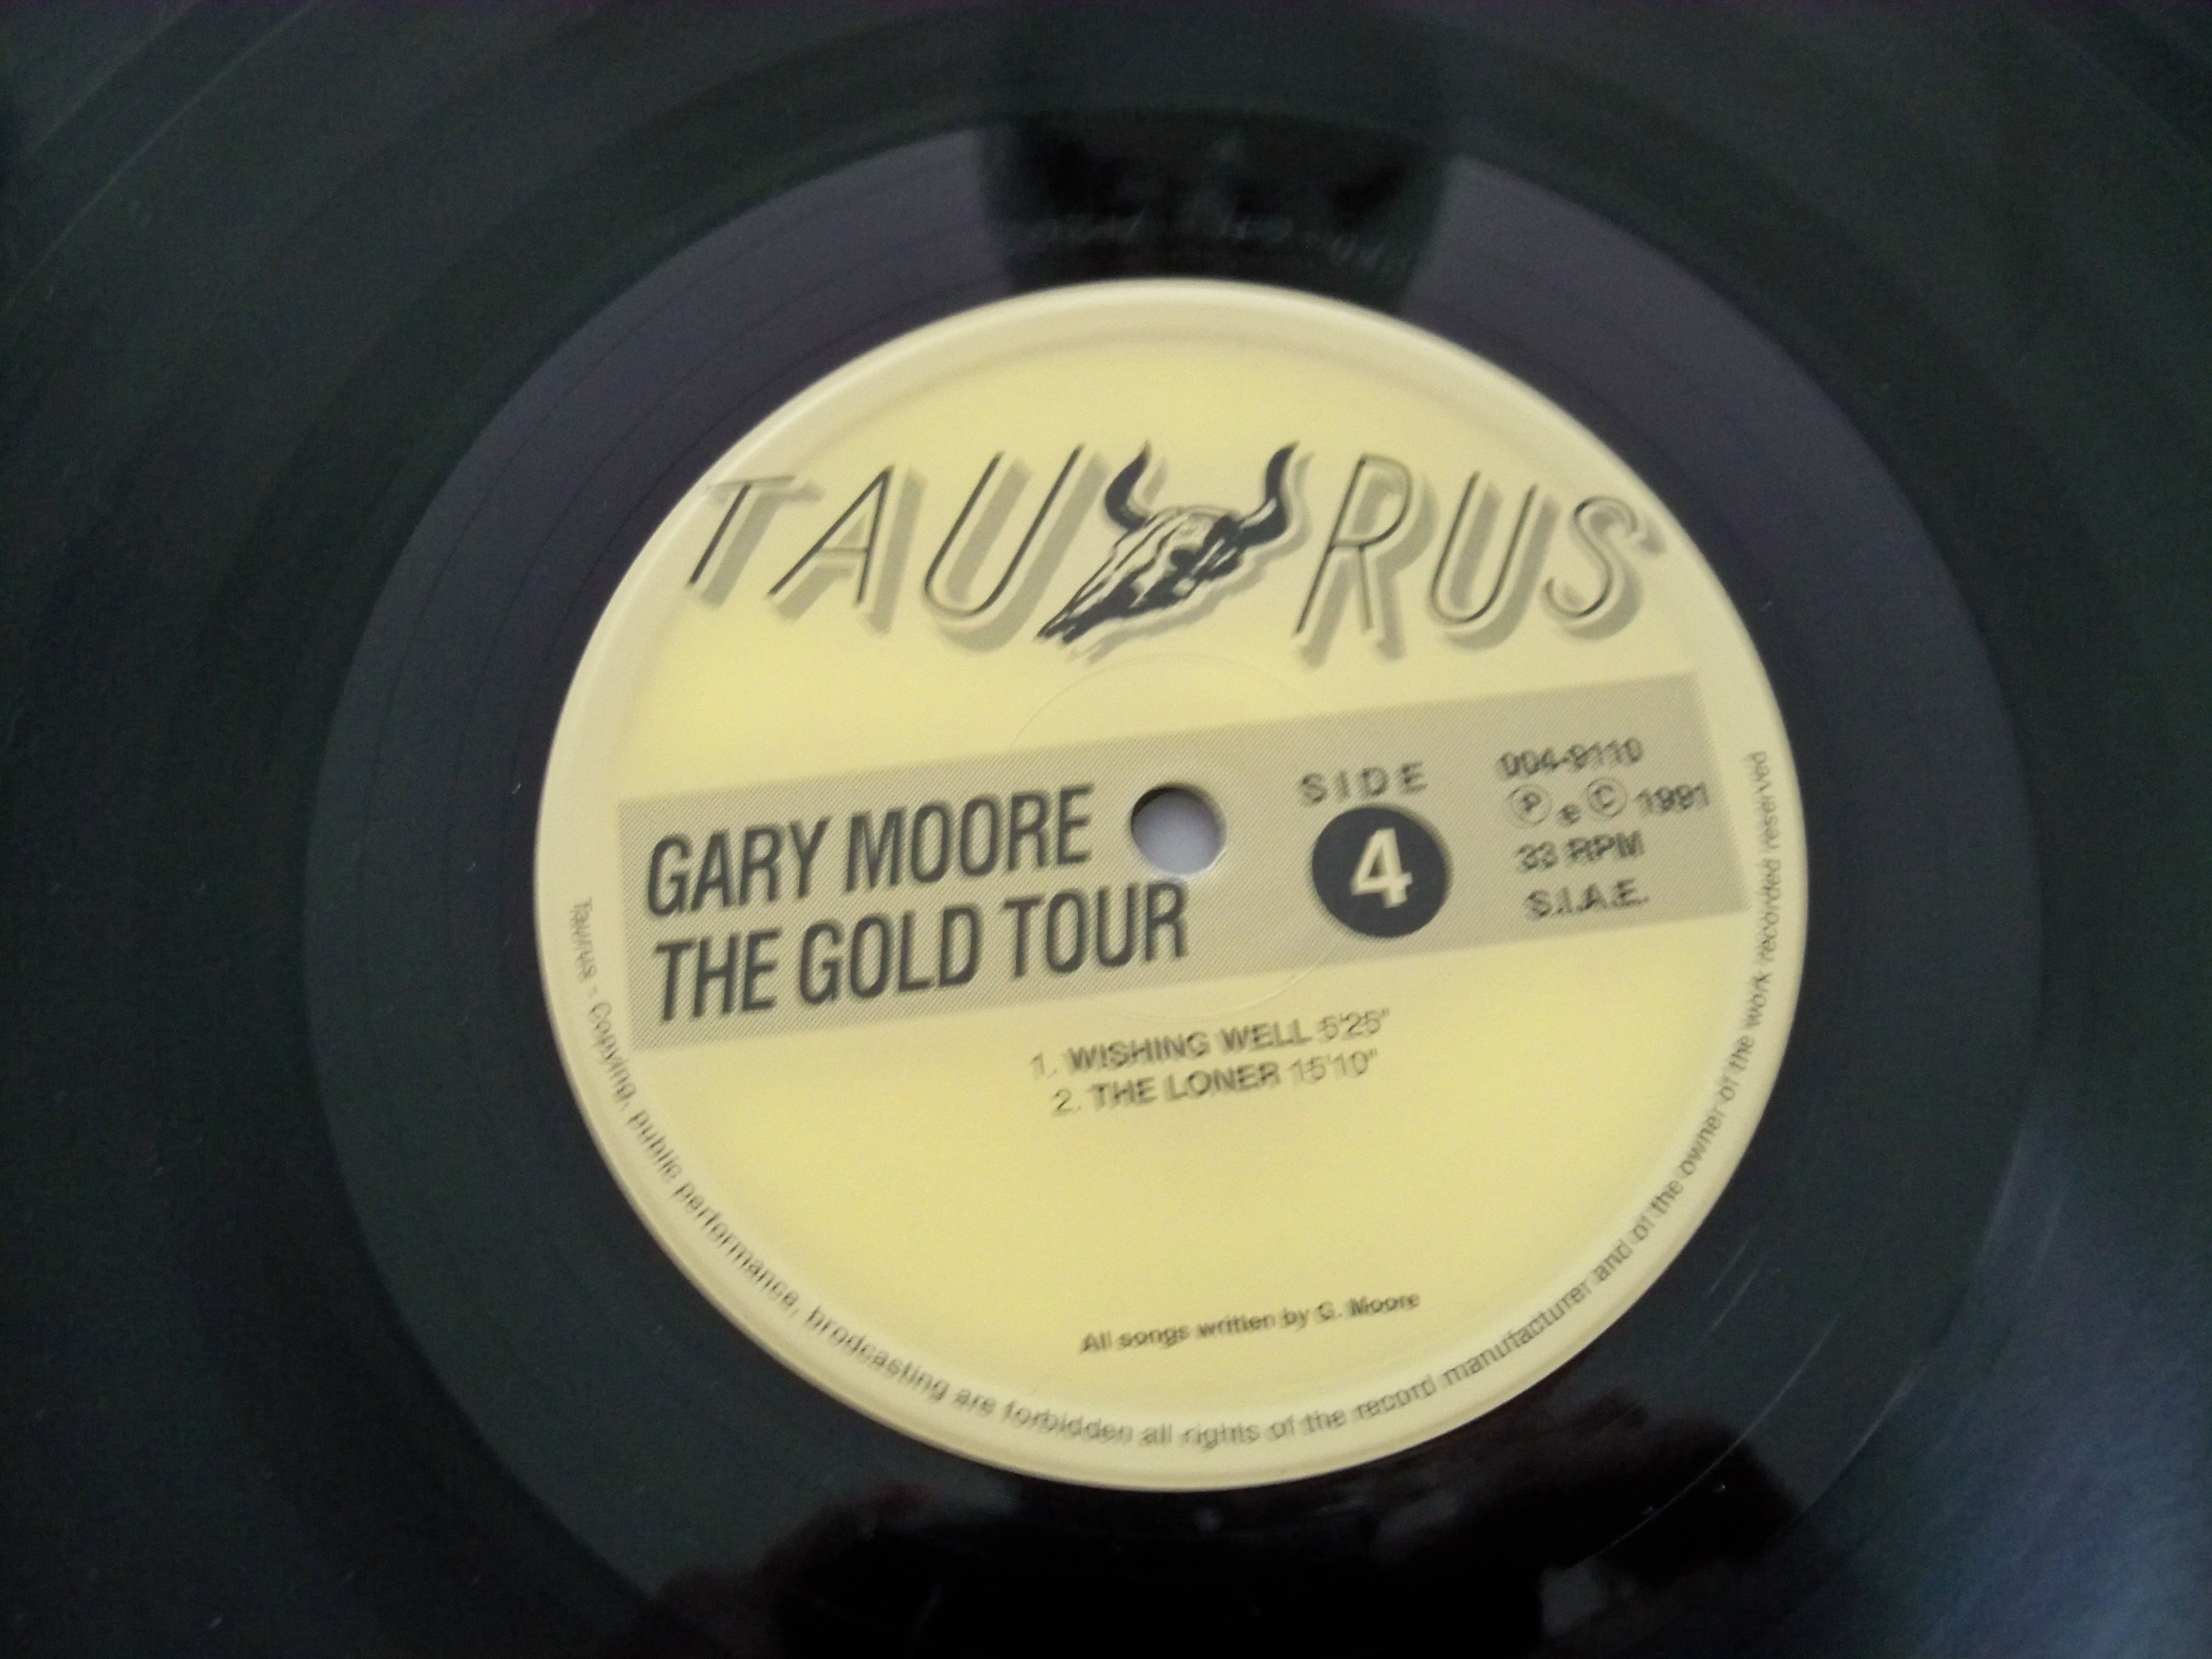 TAURUS
GARY MOORE
THE GOLD TOUR
SIDE
4
004-9110
Ⓟ e Ⓒ 1991
33 RPM
S.I.A.E.
1. WISHING WELL 5'25"
2. THE LONER 15'10"
All songs written by G. Moore
Taurus - Copying, public performance, brodcasting are forbidden all rights of the record manufacturer and of the owner of the work recorded reserved